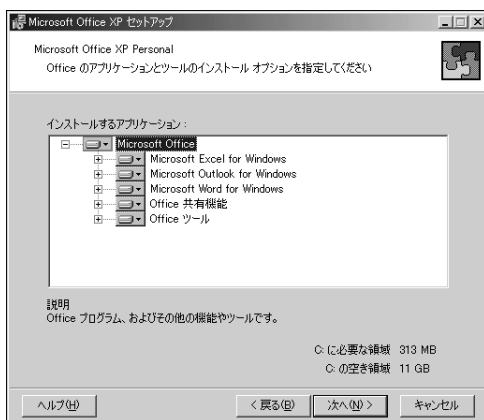 Microsoft Office XP セットアップ
Microsoft Office XP Personal
Office のアプリケーションとツールのインストール オプションを指定してください
インストールするアプリケーション :
Microsoft Office
Microsoft Excel for Windows
Microsoft Outlook for Windows
Microsoft Word for Windows
Office 共有機能
Office ツール
説明
Office プログラム、およびその他の機能やツールです。
C: に必要な領域 313 MB
C: の空き領域 11 GB
ヘルプ(H) < 戻る(B) 次へ(N) > キャンセル